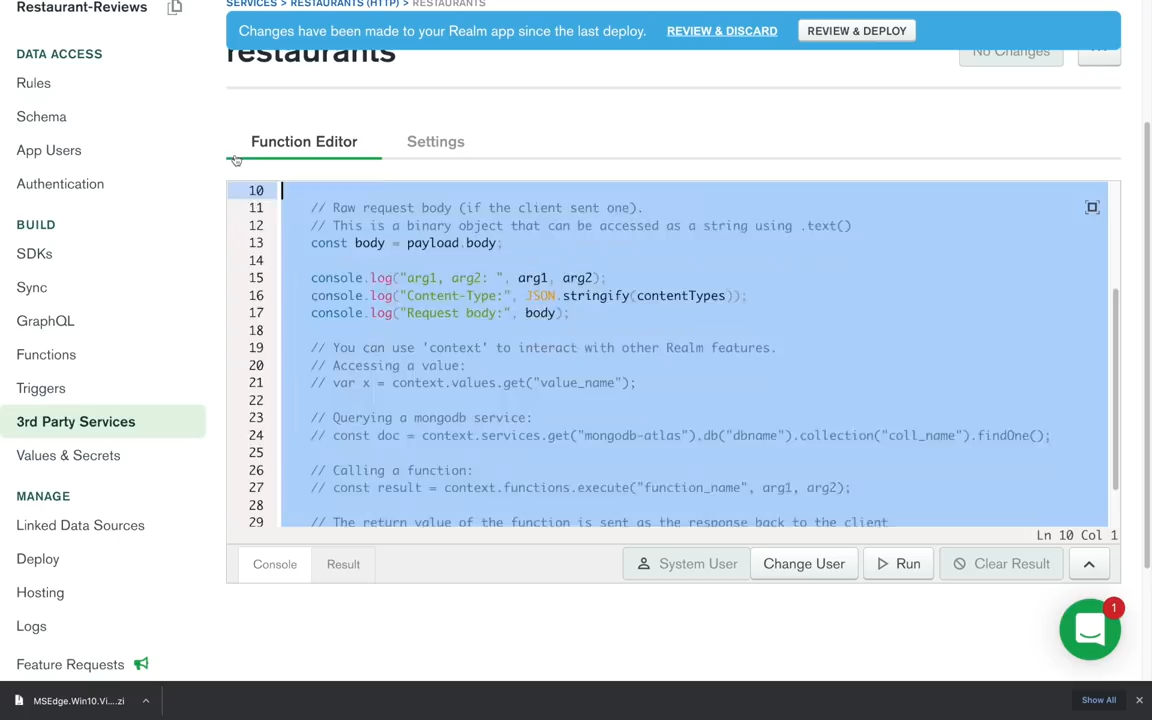 Restaurant-Reviews
SERVICES > RESTAURANTS (HTTP) > RESTAURANTS
Changes have been made to your Realm app since the last deploy.
REVIEW & DISCARD
REVIEW & DEPLOY
restaurants
No Changes
DATA ACCESS
Rules
Schema
App Users
Authentication
BUILD
SDKs
Sync
GraphQL
Functions
Triggers
3rd Party Services
Values & Secrets
MANAGE
Linked Data Sources
Deploy
Hosting
Logs
Feature Requests
Function Editor
Settings
10
11 // Raw request body (if the client sent one).
12 // This is a binary object that can be accessed as a string using .text()
13 const body = payload.body;
14
15 console.log("arg1, arg2: ", arg1, arg2);
16 console.log("Content-Type:", JSON.stringify(contentTypes));
17 console.log("Request body:", body);
18
19 // You can use 'context' to interact with other Realm features.
20 // Accessing a value:
21 // var x = context.values.get("value_name");
22
23 // Querying a mongodb service:
24 // const doc = context.services.get("mongodb-atlas").db("dbname").collection("coll_name").findOne();
25
26 // Calling a function:
27 // const result = context.functions.execute("function_name", arg1, arg2);
28
29 // The return value of the function is sent as the response back to the client
Ln 10 Col 1
Console
Result
System User
Change User
Run
Clear Result
1
MSEdge.Win10.Vi....zi
Show All